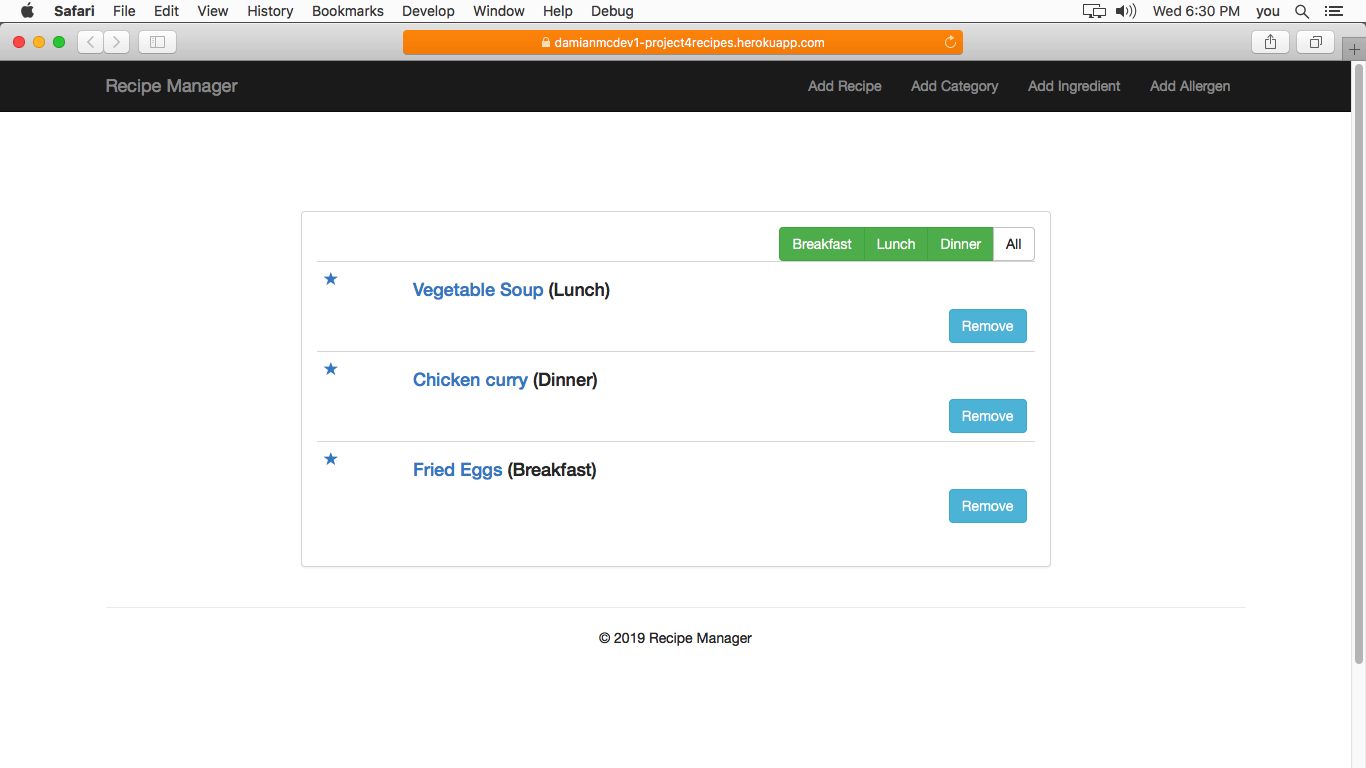 Safari File Edit View History Bookmarks Develop Window Help Debug Wed 6:30 PM you
damianmcdev1-project4recipes.herokuapp.com
Recipe Manager Add Recipe Add Category Add Ingredient Add Allergen
Breakfast Lunch Dinner All
Vegetable Soup (Lunch)
Remove
Chicken curry (Dinner)
Remove
Fried Eggs (Breakfast)
Remove
© 2019 Recipe Manager